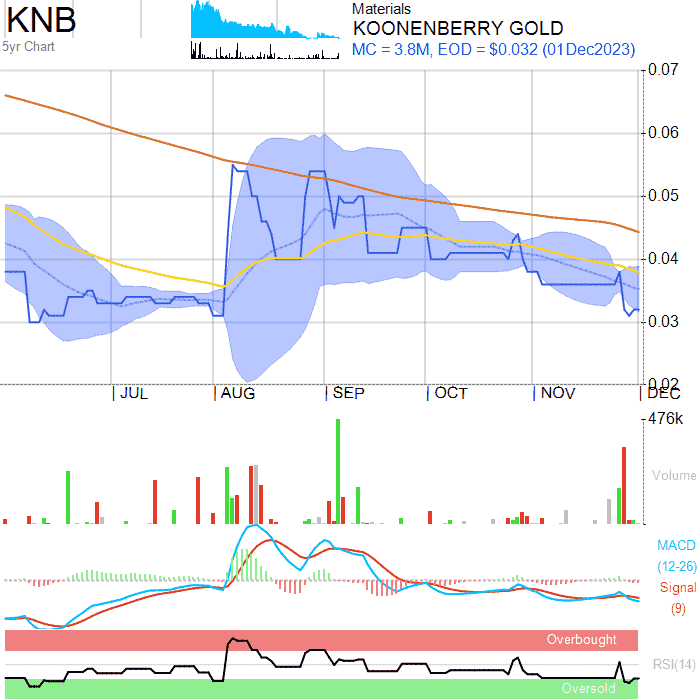 KNB
5yr Chart
Materials
KOONENBERRY GOLD
MC = 3.8M, EOD = $0.032 (01Dec2023)
0.07
0.06
0.05
0.04
0.03
0.02
JUL AUG SEP OCT NOV DEC
476k
Volume
MACD
(12-26)
Signal
(9)
Overbought
RSI(14)
Oversold